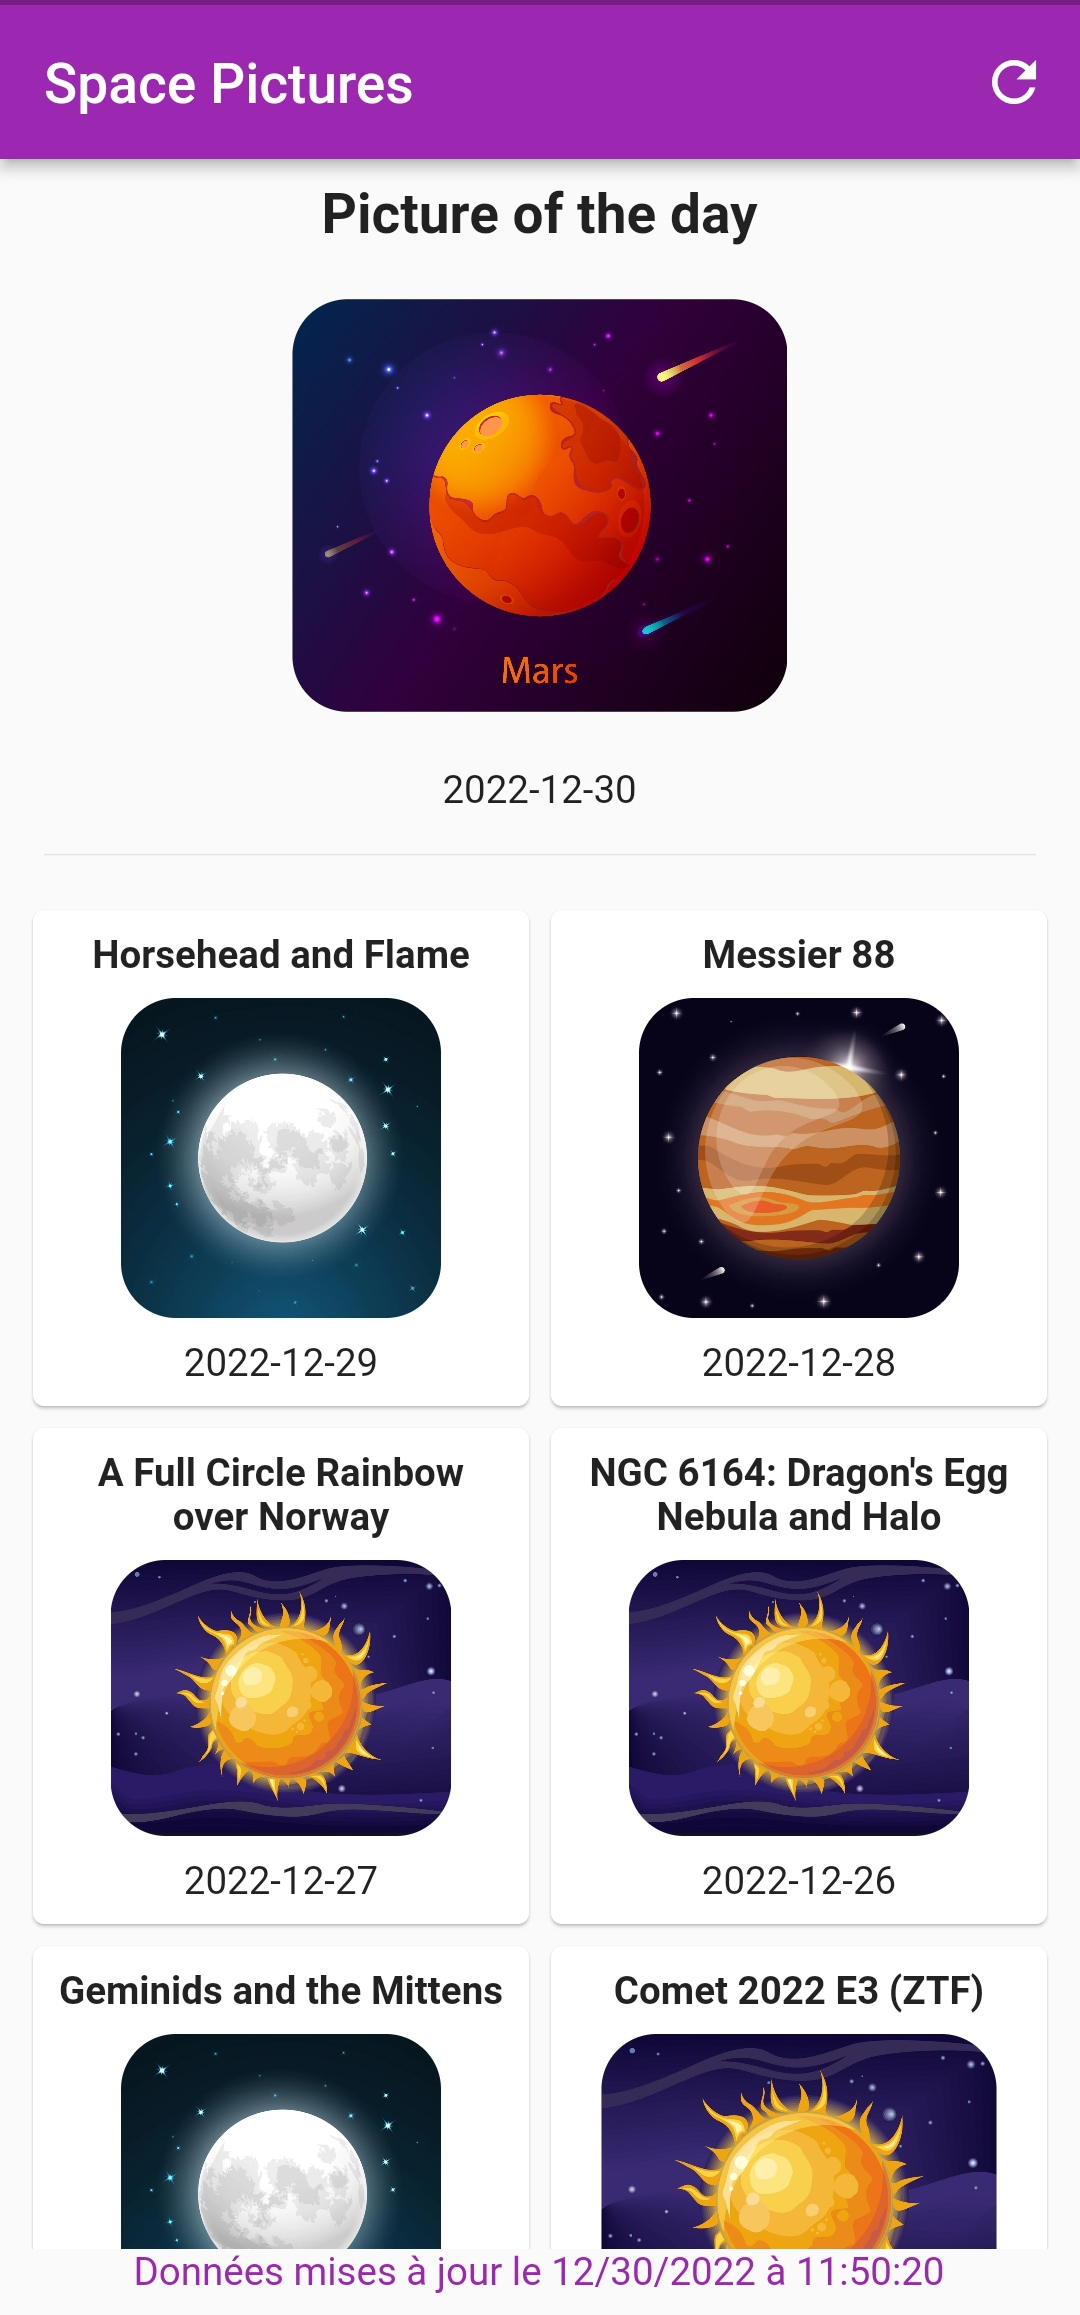 Space Pictures
Picture of the day
Mars
2022-12-30
Horsehead and Flame
2022-12-29
Messier 88
2022-12-28
A Full Circle Rainbow
over Norway
2022-12-27
NGC 6164: Dragon's Egg
Nebula and Halo
2022-12-26
Geminids and the Mittens
Comet 2022 E3 (ZTF)
Données mises à jour le 12/30/2022 à 11:50:20